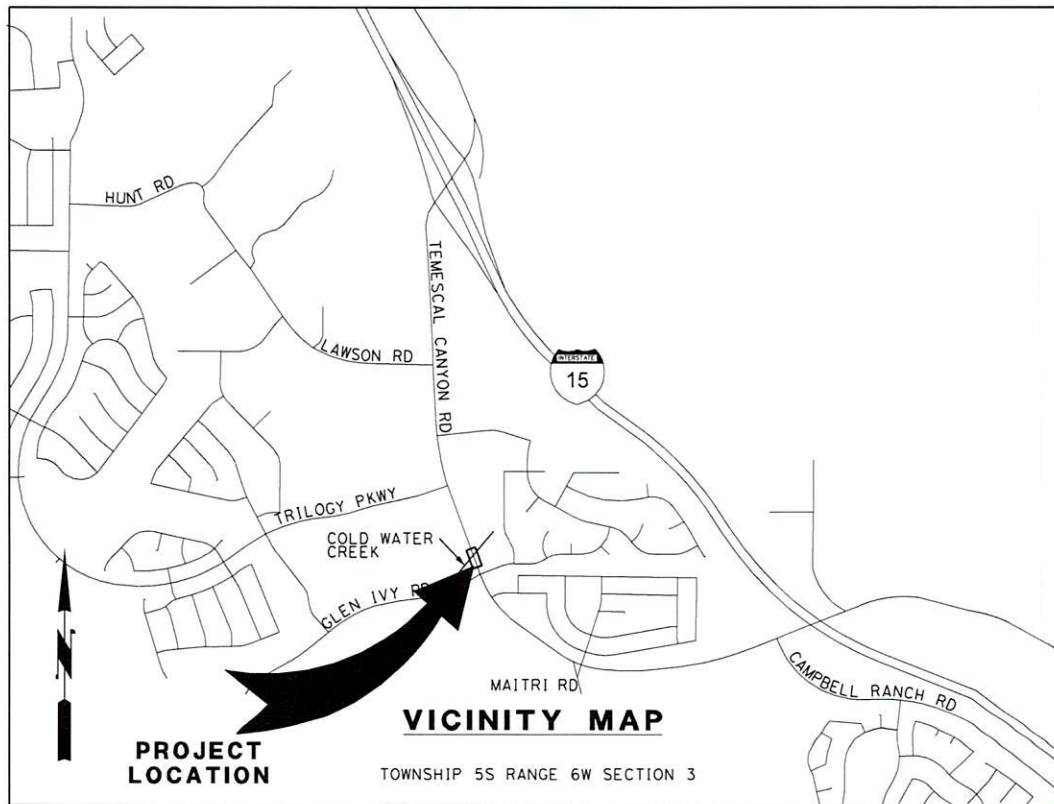 HUNT RD
TEMESCAL CANYON RD
LAWSON RD
INTERSTATE
15
TRILOGY PKWY
COLD WATER
CREEK
GLEN IVY RD
MAITRI RD
CAMPBELL RANCH RD
N
PROJECT
LOCATION
VICINITY MAP
TOWNSHIP 5S RANGE 6W SECTION 3